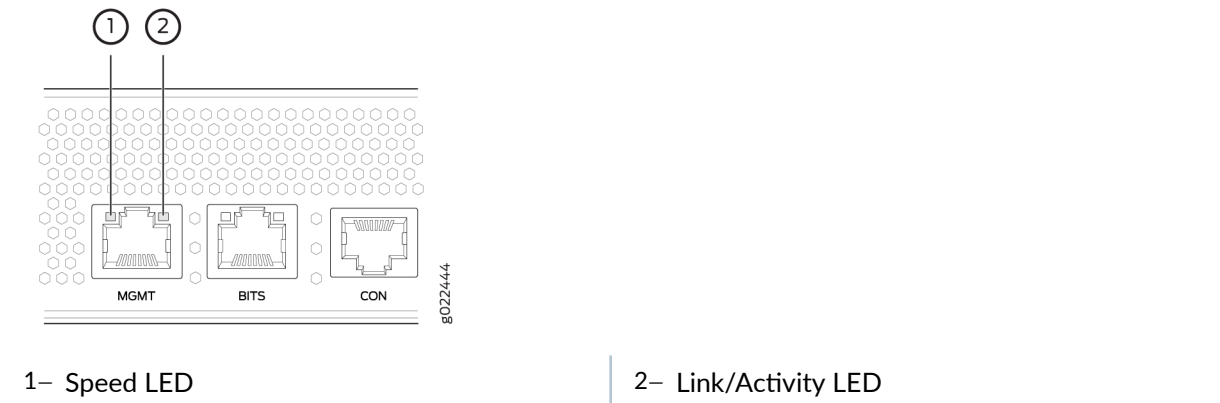 1 2
MGMT BITS CON
g022444
1– Speed LED
2– Link/Activity LED